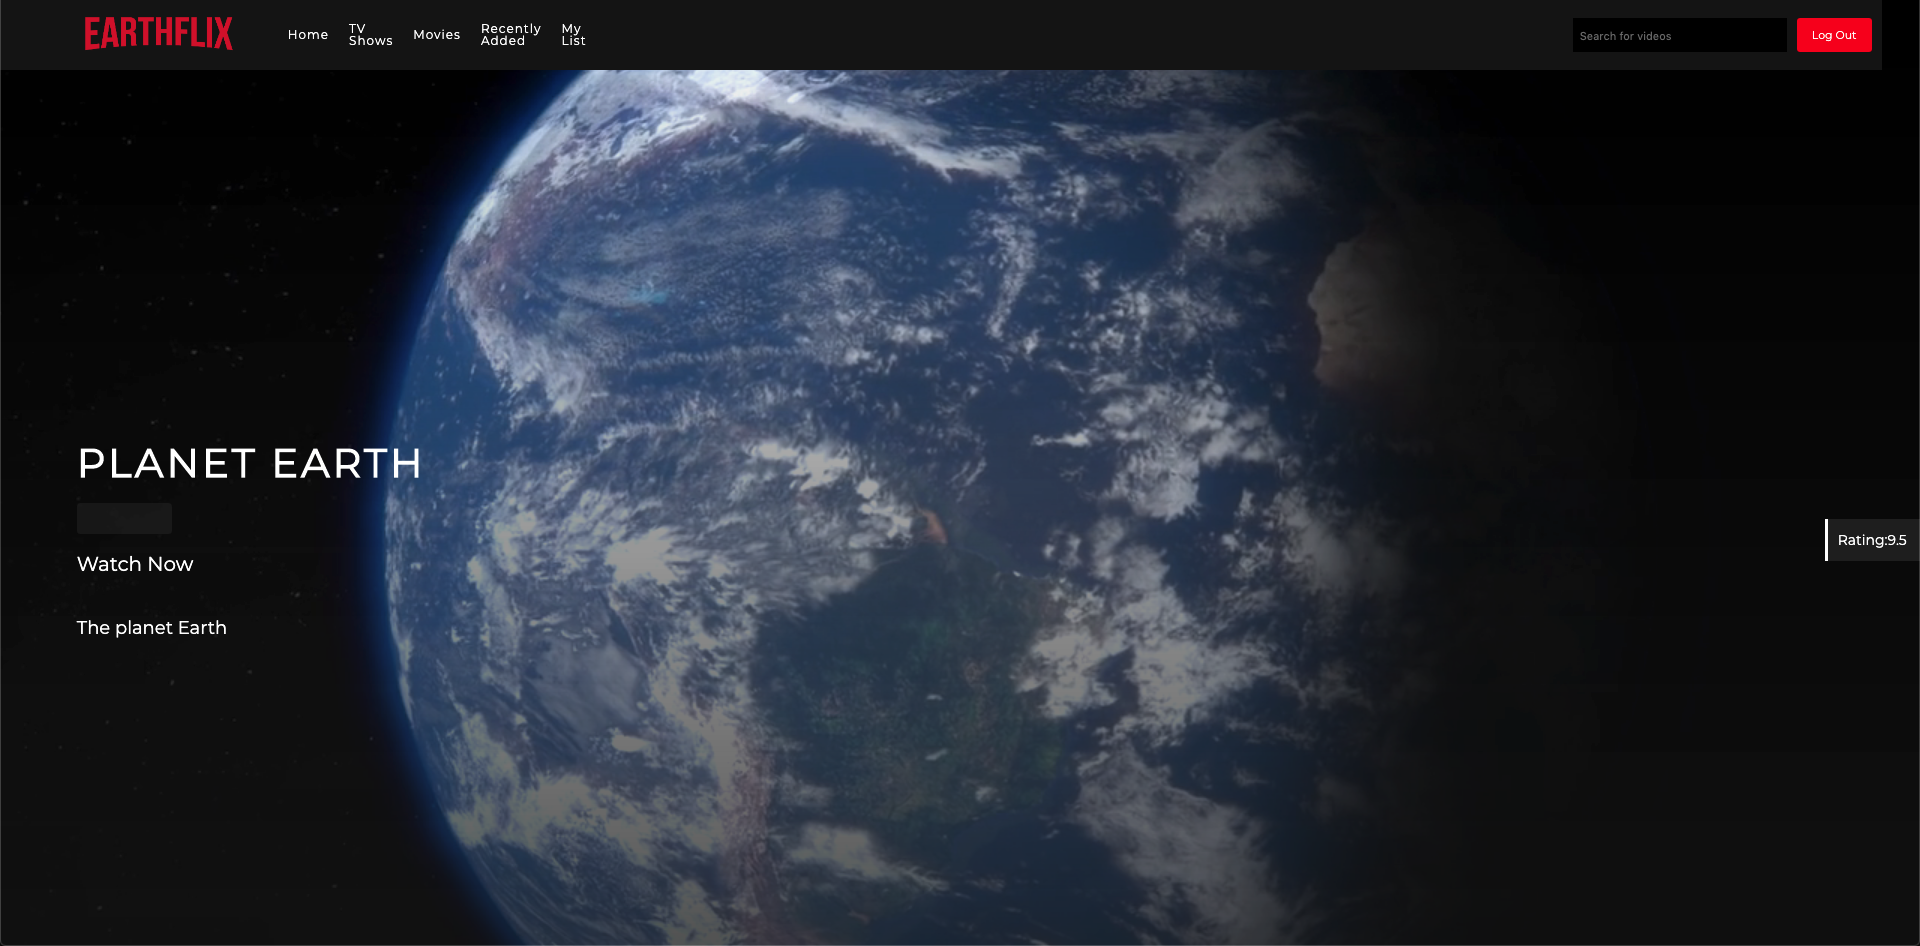 EARTHFLIX
Home
TV
Shows
Movies
Recently
Added
My
List
Search for videos
Log Out
PLANET EARTH
Watch Now
The planet Earth
Rating:9.5